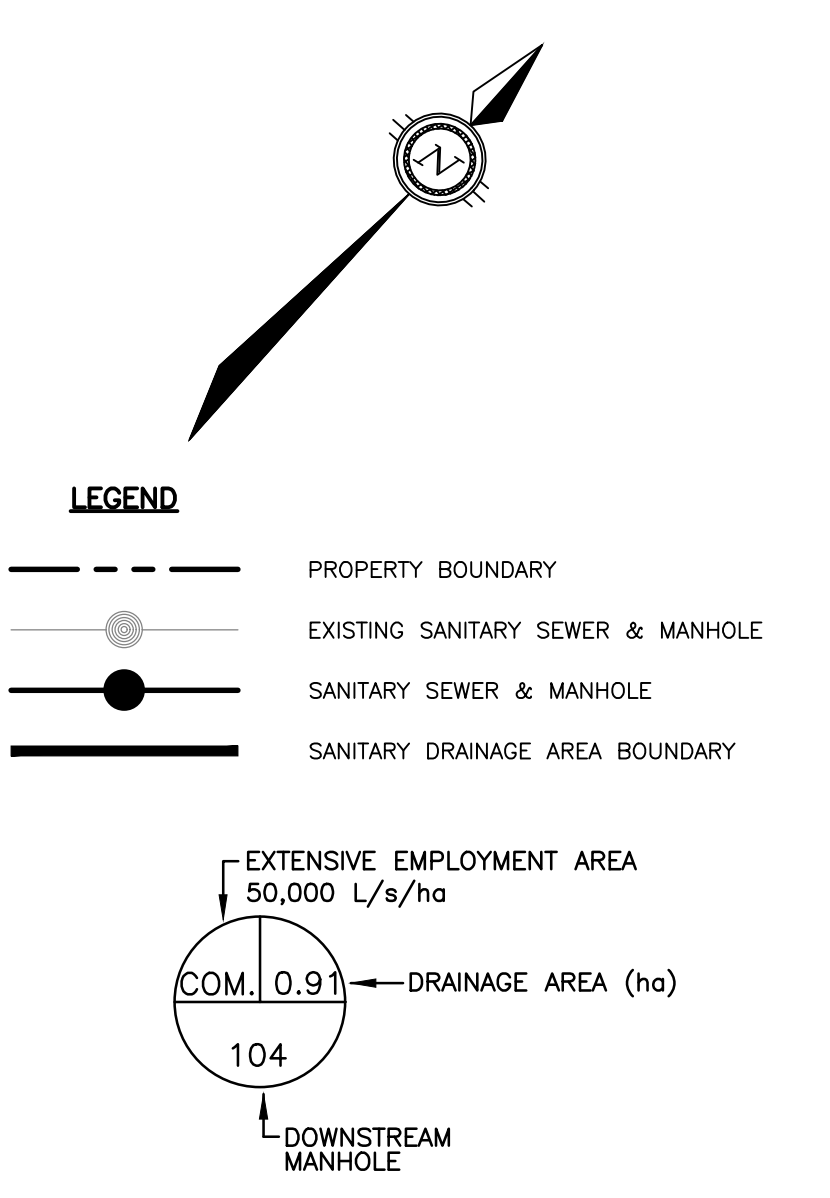 N
LEGEND
PROPERTY BOUNDARY
EXISTING SANITARY SEWER & MANHOLE
SANITARY SEWER & MANHOLE
SANITARY DRAINAGE AREA BOUNDARY
EXTENSIVE EMPLOYMENT AREA
50,000 L/s/ha
COM. 0.91
DRAINAGE AREA (ha)
104
DOWNSTREAM
MANHOLE